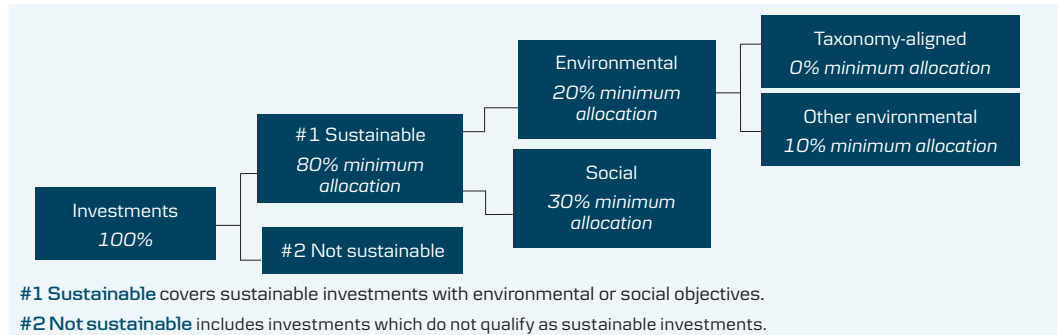 Investments
100%
#1 Sustainable
80% minimum
allocation
#2 Not sustainable
Environmental
20% minimum
allocation
Social
30% minimum
allocation
Taxonomy-aligned
0% minimum allocation
Other environmental
10% minimum allocation
#1 Sustainable covers sustainable investments with environmental or social objectives.
#2 Not sustainable includes investments which do not qualify as sustainable investments.